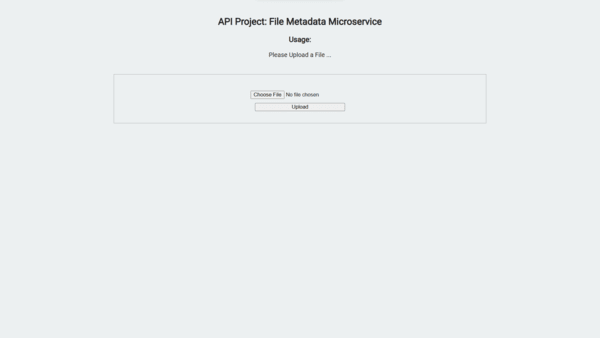 API Project: File Metadata Microservice
Usage:
Please Upload a File ...
Choose File No file chosen
Upload